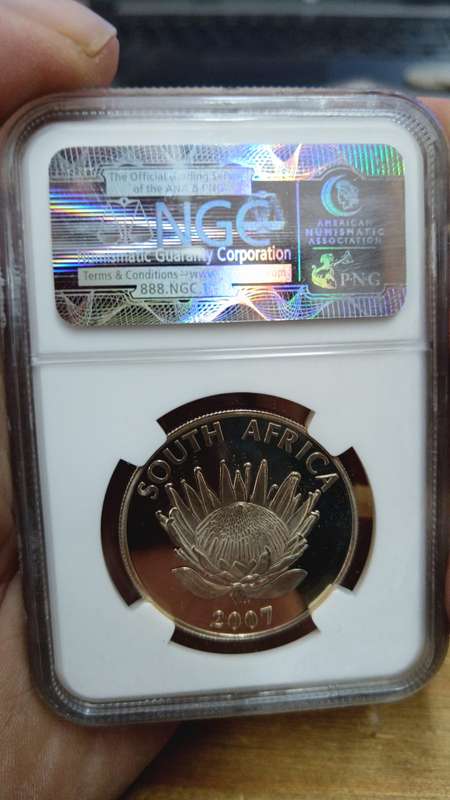 The Official Grading Service
of the ANA & PNG
NGC
Numismatic Guaranty Corporation
Terms & Conditions – www.
888.NGC.
AMERICAN
NUMISMATIC
ASSOCIATION
PNG
SOUTH AFRICA
2007